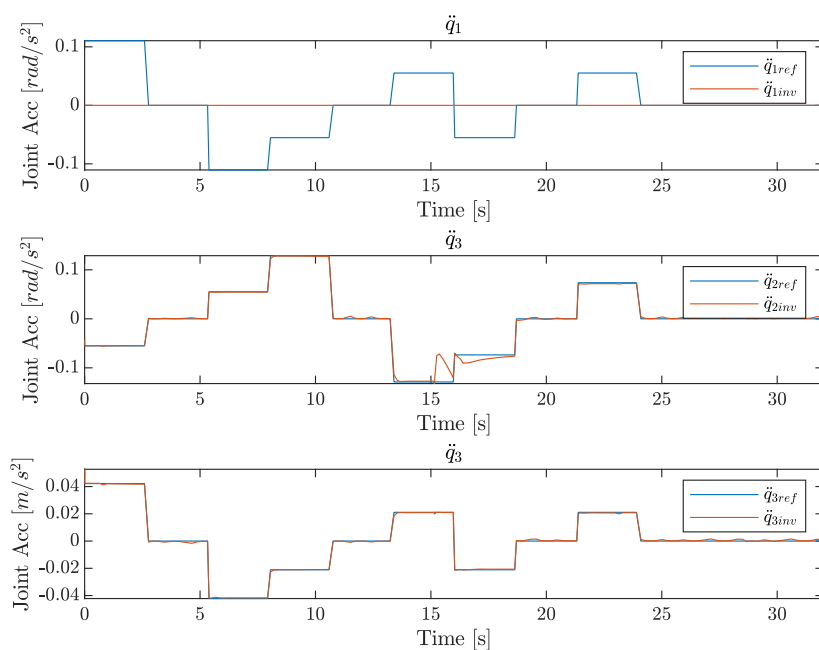 q̈₁
Joint Acc [rad/s²]
0.1
0
-0.1
q̈₁ref
q̈₁inv
0 5 10 15 20 25 30
Time [s]
q̈₃
Joint Acc [rad/s²]
0.1
0
-0.1
q̈₂ref
q̈₂inv
0 5 10 15 20 25 30
Time [s]
q̈₃
Joint Acc [m/s²]
0.04
0.02
0
-0.02
-0.04
q̈₃ref
q̈₃inv
0 5 10 15 20 25 30
Time [s]